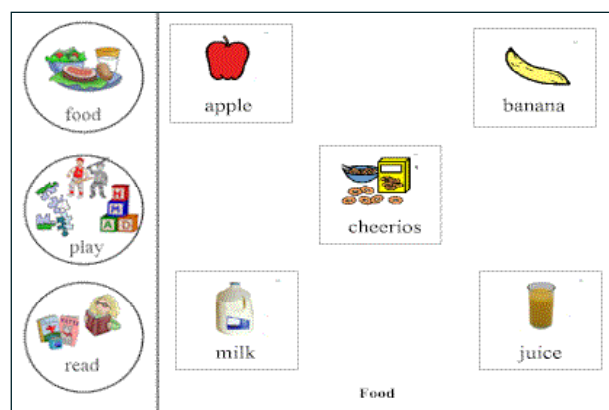 food
play
read
apple
banana
cheerios
milk
juice
Food